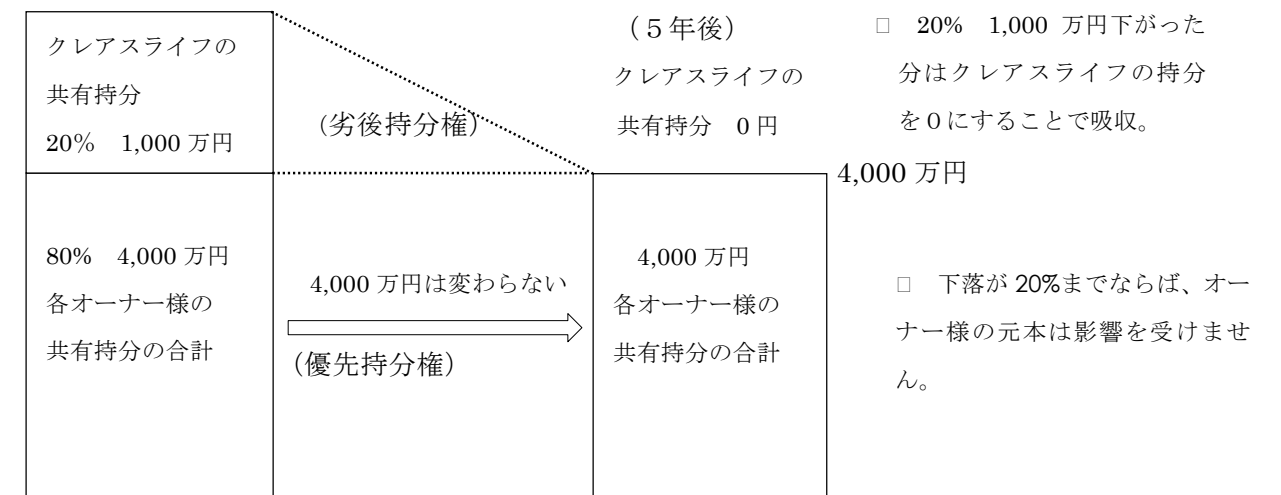 クレアスライフの
共有持分
20%　1,000 万円
（劣後持分権）
（５年後）
クレアスライフの
共有持分　0 円
□　20%　1,000 万円下がった
分はクレアスライフの持分
を０にすることで吸収。
4,000 万円
80%　4,000 万円
各オーナー様の
共有持分の合計
4,000 万円は変わらない
（優先持分権）
4,000 万円
各オーナー様の
共有持分の合計
□　下落が 20%までならば、オー
ナー様の元本は影響を受けませ
ん。